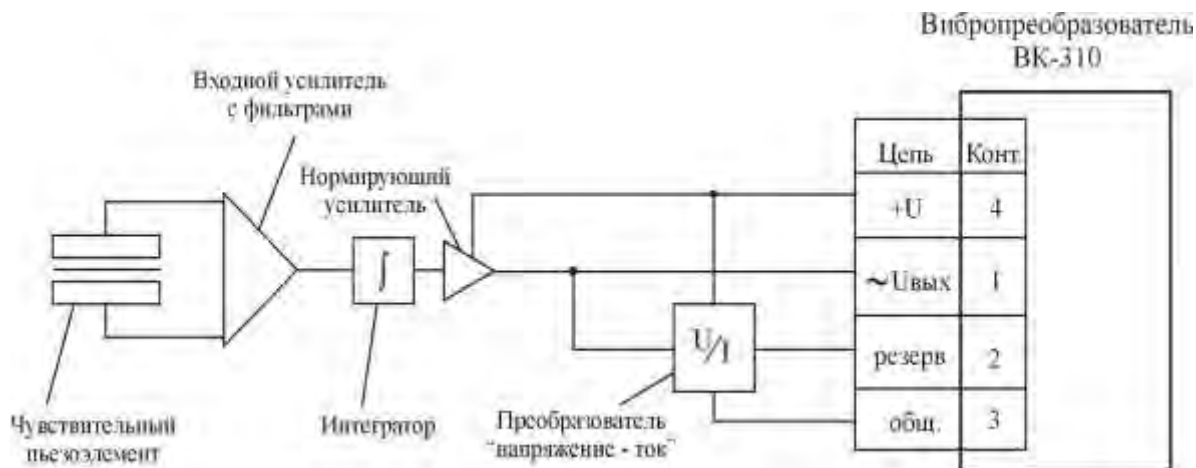 Вибропреобразователь
ВК-310
Входной усилитель
с фильтрами
Нормирующий
усилитель
Цепь Конт.
+U 4
~Uвых 1
резерв 2
общ. 3
∫
U/I
Чувствительный
пьезоэлемент
Интегратор
Преобразователь
"напряжение - ток"